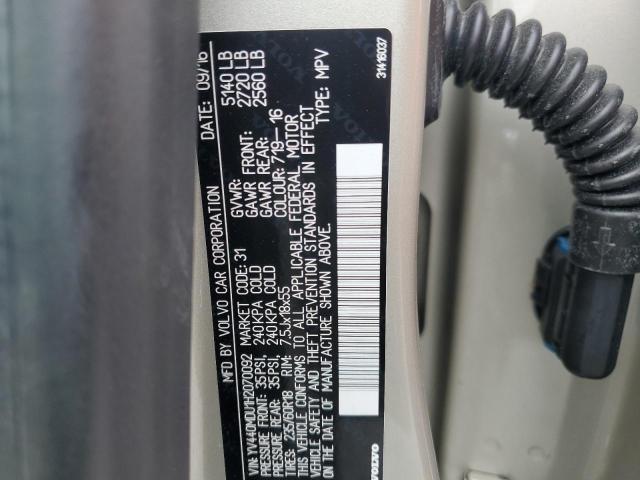 MFD BY VOLVO CAR CORPORATION DATE: 09/16
GVWR: 5140 LB
VIN: YV440MDU1H2070092 MARKET CODE: 31 GAWR FRONT: 2720 LB
PRESSURE FRONT: 35PSI, 240KPA COLD GAWR REAR: 2560 LB
PRESSURE REAR: 35PSI, 240KPA COLD COLOUR: 719-16 TYPE: MPV
TIRES: 235/60R18 RIM: 7.5Jx18x55
THIS VEHICLE CONFORMS TO ALL APPLICABLE FEDERAL MOTOR
VEHICLE SAFETY AND THEFT PREVENTION STANDARDS IN EFFECT
ON THE DATE OF MANUFACTURE SHOWN ABOVE.
VOLVO
31416037